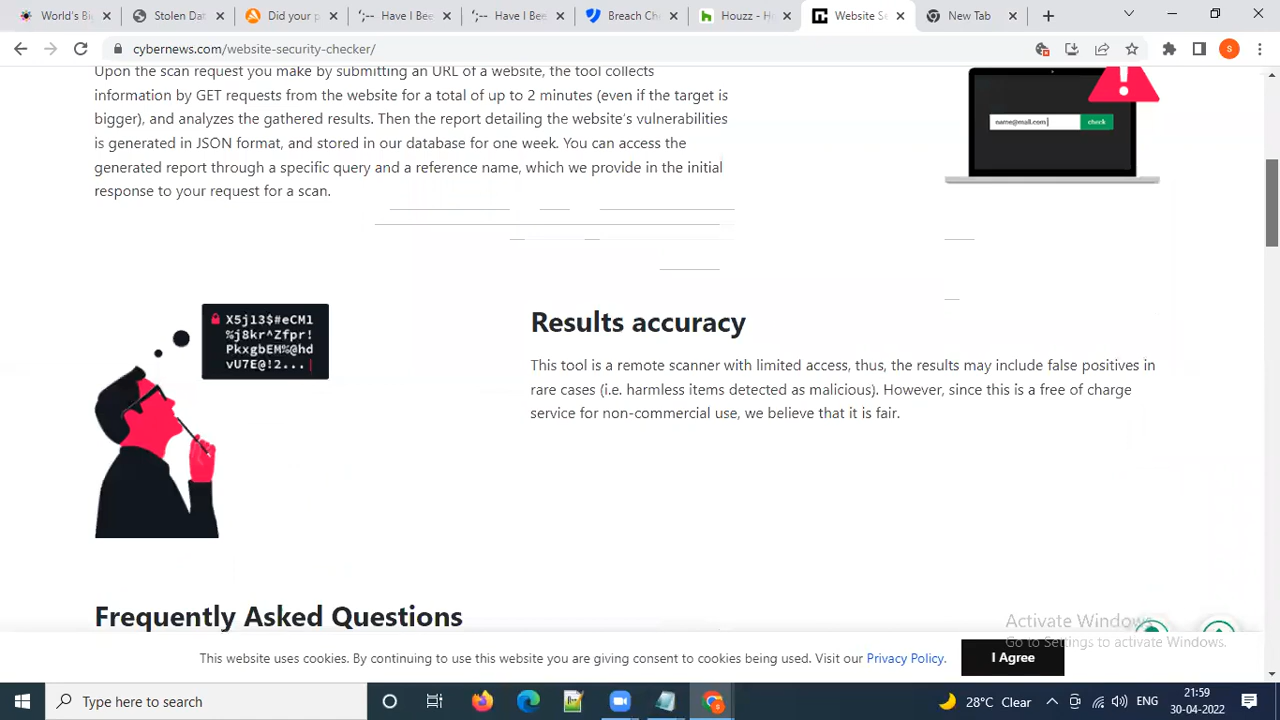 World's Big
Stolen Dat
Did your p
Have I Bee
Have I Bee
Breach Che
Houzz - Ho
Website Se
New Tab
cybernews.com/website-security-checker/
S
Upon the scan request you make by submitting an URL of a website, the tool collects
information by GET requests from the website for a total of up to 2 minutes (even if the target is
bigger), and analyzes the gathered results. Then the report detailing the website's vulnerabilities
is generated in JSON format, and stored in our database for one week. You can access the
generated report through a specific query and a reference name, which we provide in the initial
response to your request for a scan.
name@mail.com
check
X5jl3$#eCMl
%j8kr^Zfpr!
PkxgbEM%@hd
vU7E@!2...
Results accuracy
This tool is a remote scanner with limited access, thus, the results may include false positives in
rare cases (i.e. harmless items detected as malicious). However, since this is a free of charge
service for non-commercial use, we believe that it is fair.
Frequently Asked Questions
Activate Windows
Go to Settings to activate Windows.
This website uses cookies. By continuing to use this website you are giving consent to cookies being used. Visit our Privacy Policy.
I Agree
Type here to search
28°C Clear
ENG
21:59
30-04-2022